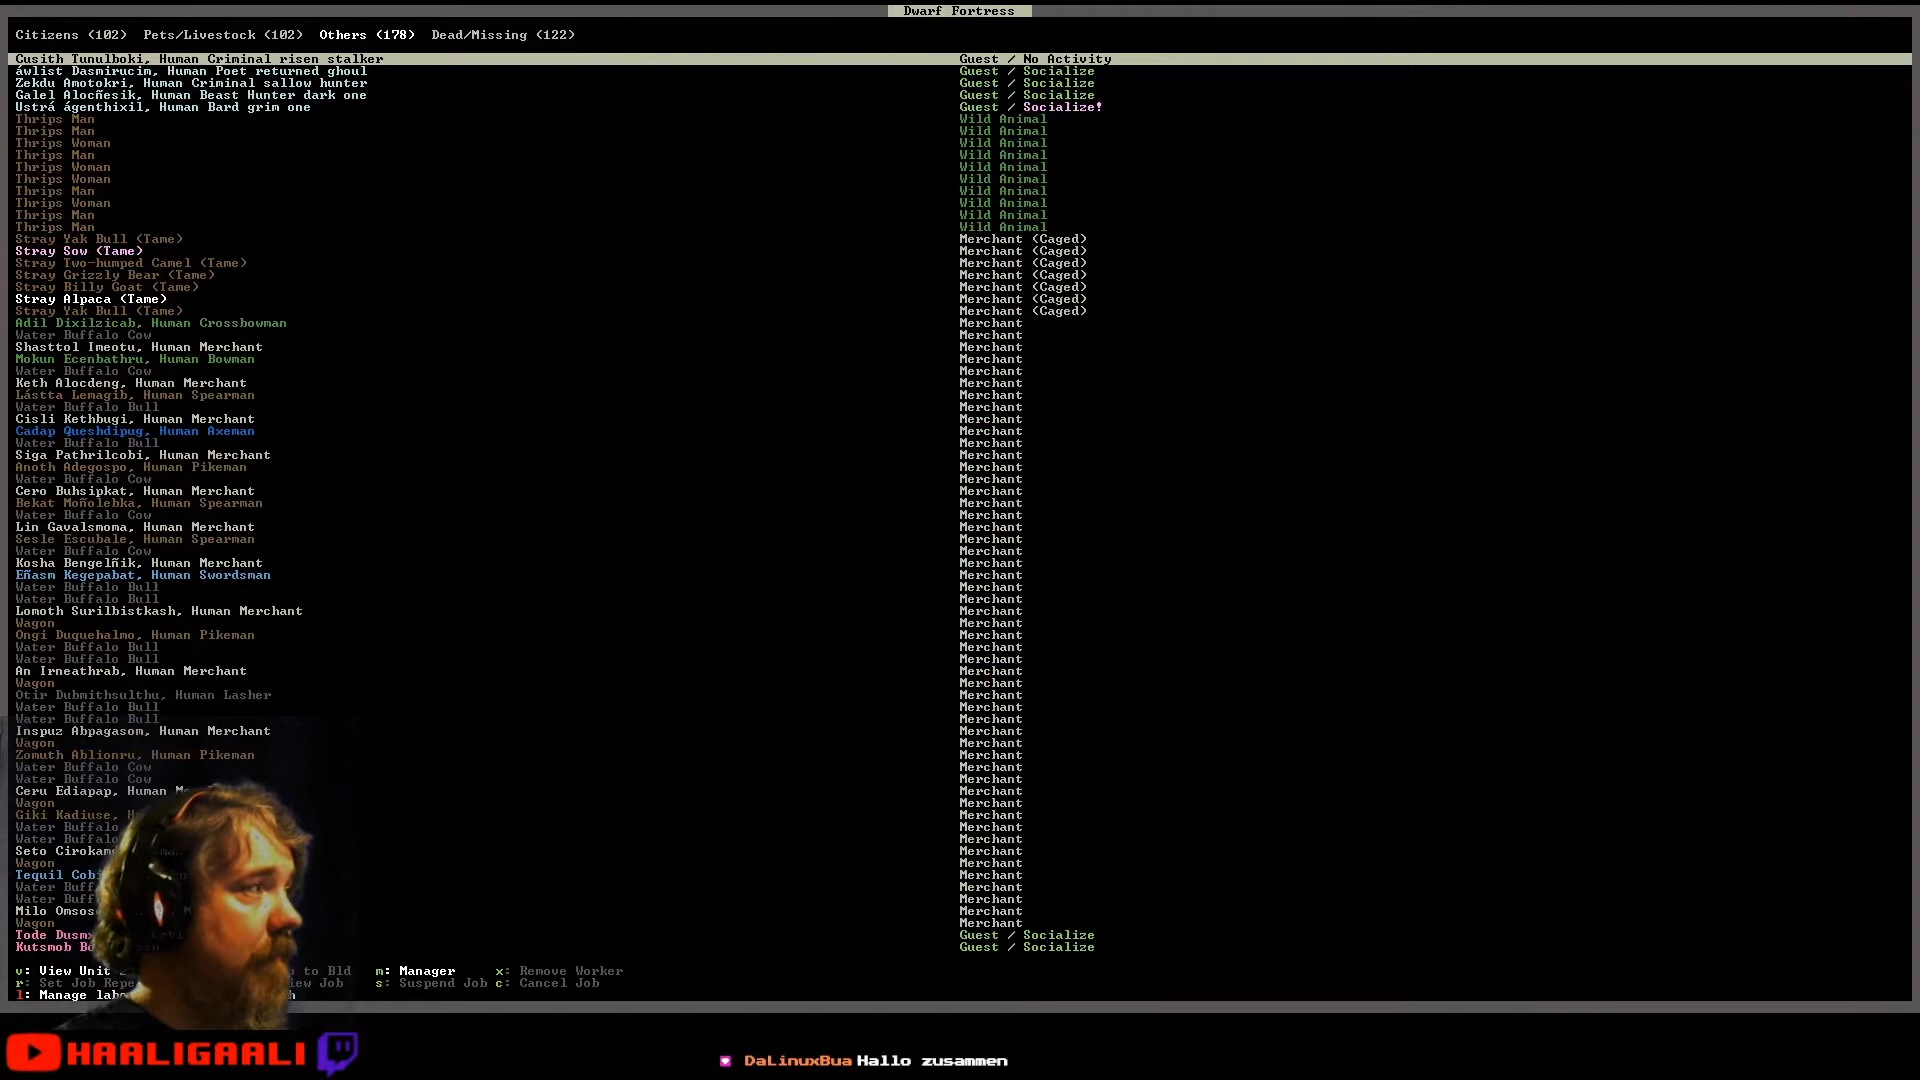 Dwarf Fortress
Citizens (102) Pets/Livestock (102) Others (178) Dead/Missing (122)
Cusith Tunulboki, Human Criminal risen stalker Guest / No Activity
áwlist Dasmirucim, Human Poet returned ghoul Guest / Socialize
Zekdu Amotokri, Human Criminal sallow hunter Guest / Socialize
Galel Alocñesik, Human Beast Hunter dark one Guest / Socialize
Ustrá ágenthixil, Human Bard grim one Guest / Socialize!
Thrips Man Wild Animal
Thrips Man Wild Animal
Thrips Woman Wild Animal
Thrips Man Wild Animal
Thrips Woman Wild Animal
Thrips Woman Wild Animal
Thrips Man Wild Animal
Thrips Woman Wild Animal
Thrips Man Wild Animal
Thrips Man Wild Animal
Stray Yak Bull (Tame) Merchant (Caged)
Stray Sow (Tame) Merchant (Caged)
Stray Two-humped Camel (Tame) Merchant (Caged)
Stray Grizzly Bear (Tame) Merchant (Caged)
Stray Billy Goat (Tame) Merchant (Caged)
Stray Alpaca (Tame) Merchant (Caged)
Stray Yak Bull (Tame) Merchant (Caged)
Adil Dixilzicab, Human Crossbowman Merchant
Water Buffalo Cow Merchant
Shasttol Imeotu, Human Merchant Merchant
Mokun Ecenbathru, Human Bowman Merchant
Water Buffalo Cow Merchant
Keth Alocdeng, Human Merchant Merchant
Lástta Lemagib, Human Spearman Merchant
Water Buffalo Bull Merchant
Cisli Kethbugi, Human Merchant Merchant
Cadap Queshdipug, Human Axeman Merchant
Water Buffalo Bull Merchant
Siga Pathrilcobi, Human Merchant Merchant
Anoth Adegospo, Human Pikeman Merchant
Water Buffalo Cow Merchant
Cero Buhsipkat, Human Merchant Merchant
Bekat Moñolebka, Human Spearman Merchant
Water Buffalo Cow Merchant
Lin Gavalsmoma, Human Merchant Merchant
Sesle Escubale, Human Spearman Merchant
Water Buffalo Cow Merchant
Kosha Bengelñik, Human Merchant Merchant
Eñasm Kegepabat, Human Swordsman Merchant
Water Buffalo Bull Merchant
Water Buffalo Bull Merchant
Lomoth Surilbistkash, Human Merchant Merchant
Wagon Merchant
Ongi Duquehalmo, Human Pikeman Merchant
Water Buffalo Bull Merchant
Water Buffalo Bull Merchant
An Irneathrab, Human Merchant Merchant
Wagon Merchant
Otir Dubmithsulthu, Human Lasher Merchant
Water Buffalo Bull Merchant
Water Buffalo Bull Merchant
Inspuz Abpagasom, Human Merchant Merchant
Wagon Merchant
Zomuth Ablionru, Human Pikeman Merchant
Water Buffalo Cow Merchant
Water Buffalo Cow Merchant
Ceru Ediapap, Human Merchant
Wagon Merchant
Giki Kadiuse, Merchant
Water Buffalo Merchant
Water Buffalo Merchant
Seto Merchant
Wagon Merchant
Tequil Merchant
Water Merchant
Water Merchant
Milo Merchant
Wagon Merchant
Tode Guest / Socialize
Kutsmob Guest / Socialize
v: View Unit to Bld m: Manager x: Remove Worker
r: Set Job Job s: Suspend Job c: Cancel Job
l: Manage
HAALIGAALI
DaLinuxBua Hallo zusammen